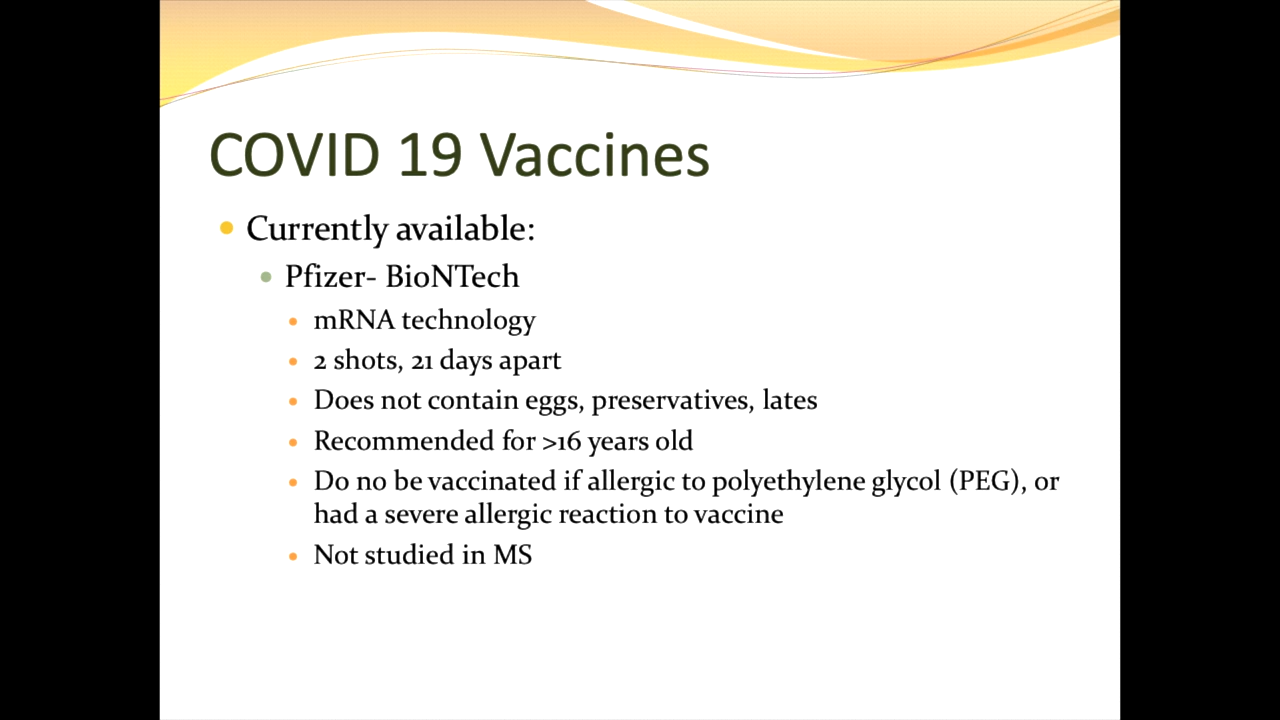 COVID 19 Vaccines
Currently available:
Pfizer- BioNTech
mRNA technology
2 shots, 21 days apart
Does not contain eggs, preservatives, lates
Recommended for >16 years old
Do no be vaccinated if allergic to polyethylene glycol (PEG), or
had a severe allergic reaction to vaccine
Not studied in MS